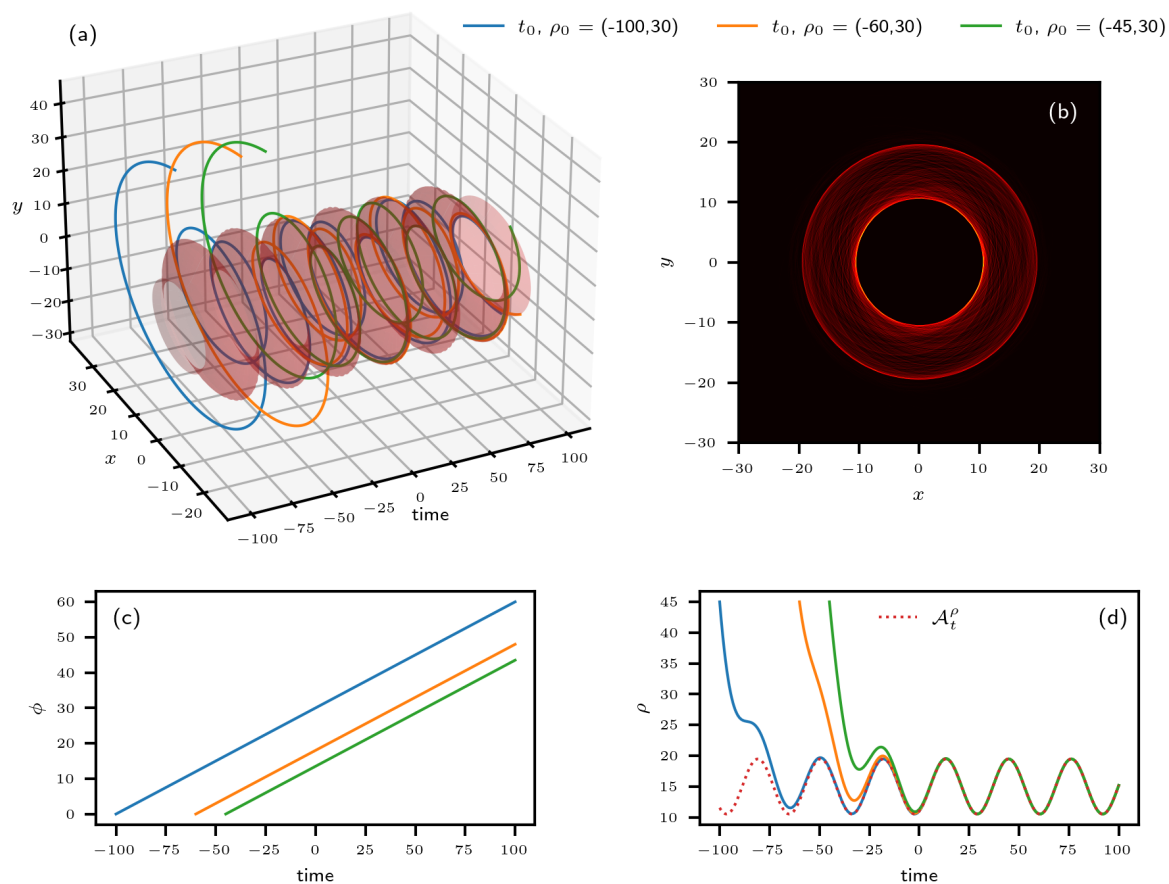 (a)
t₀, ρ₀ = (-100,30)
t₀, ρ₀ = (-60,30)
t₀, ρ₀ = (-45,30)
40
30
20
10
0
−10
−20
−30
y
30
20
10
0
−10
−20
x
−100
−75
−50
−25
0
25
50
75
100
time
(b)
30
20
10
0
−10
−20
−30
y
−30 −20 −10 0 10 20 30
x
(c)
60
50
40
30
20
10
0
ϕ
−100 −75 −50 −25 0 25 50 75 100
time
(d)
𝒜ₜᵖ
45
40
35
30
25
20
15
10
ρ
−100 −75 −50 −25 0 25 50 75 100
time